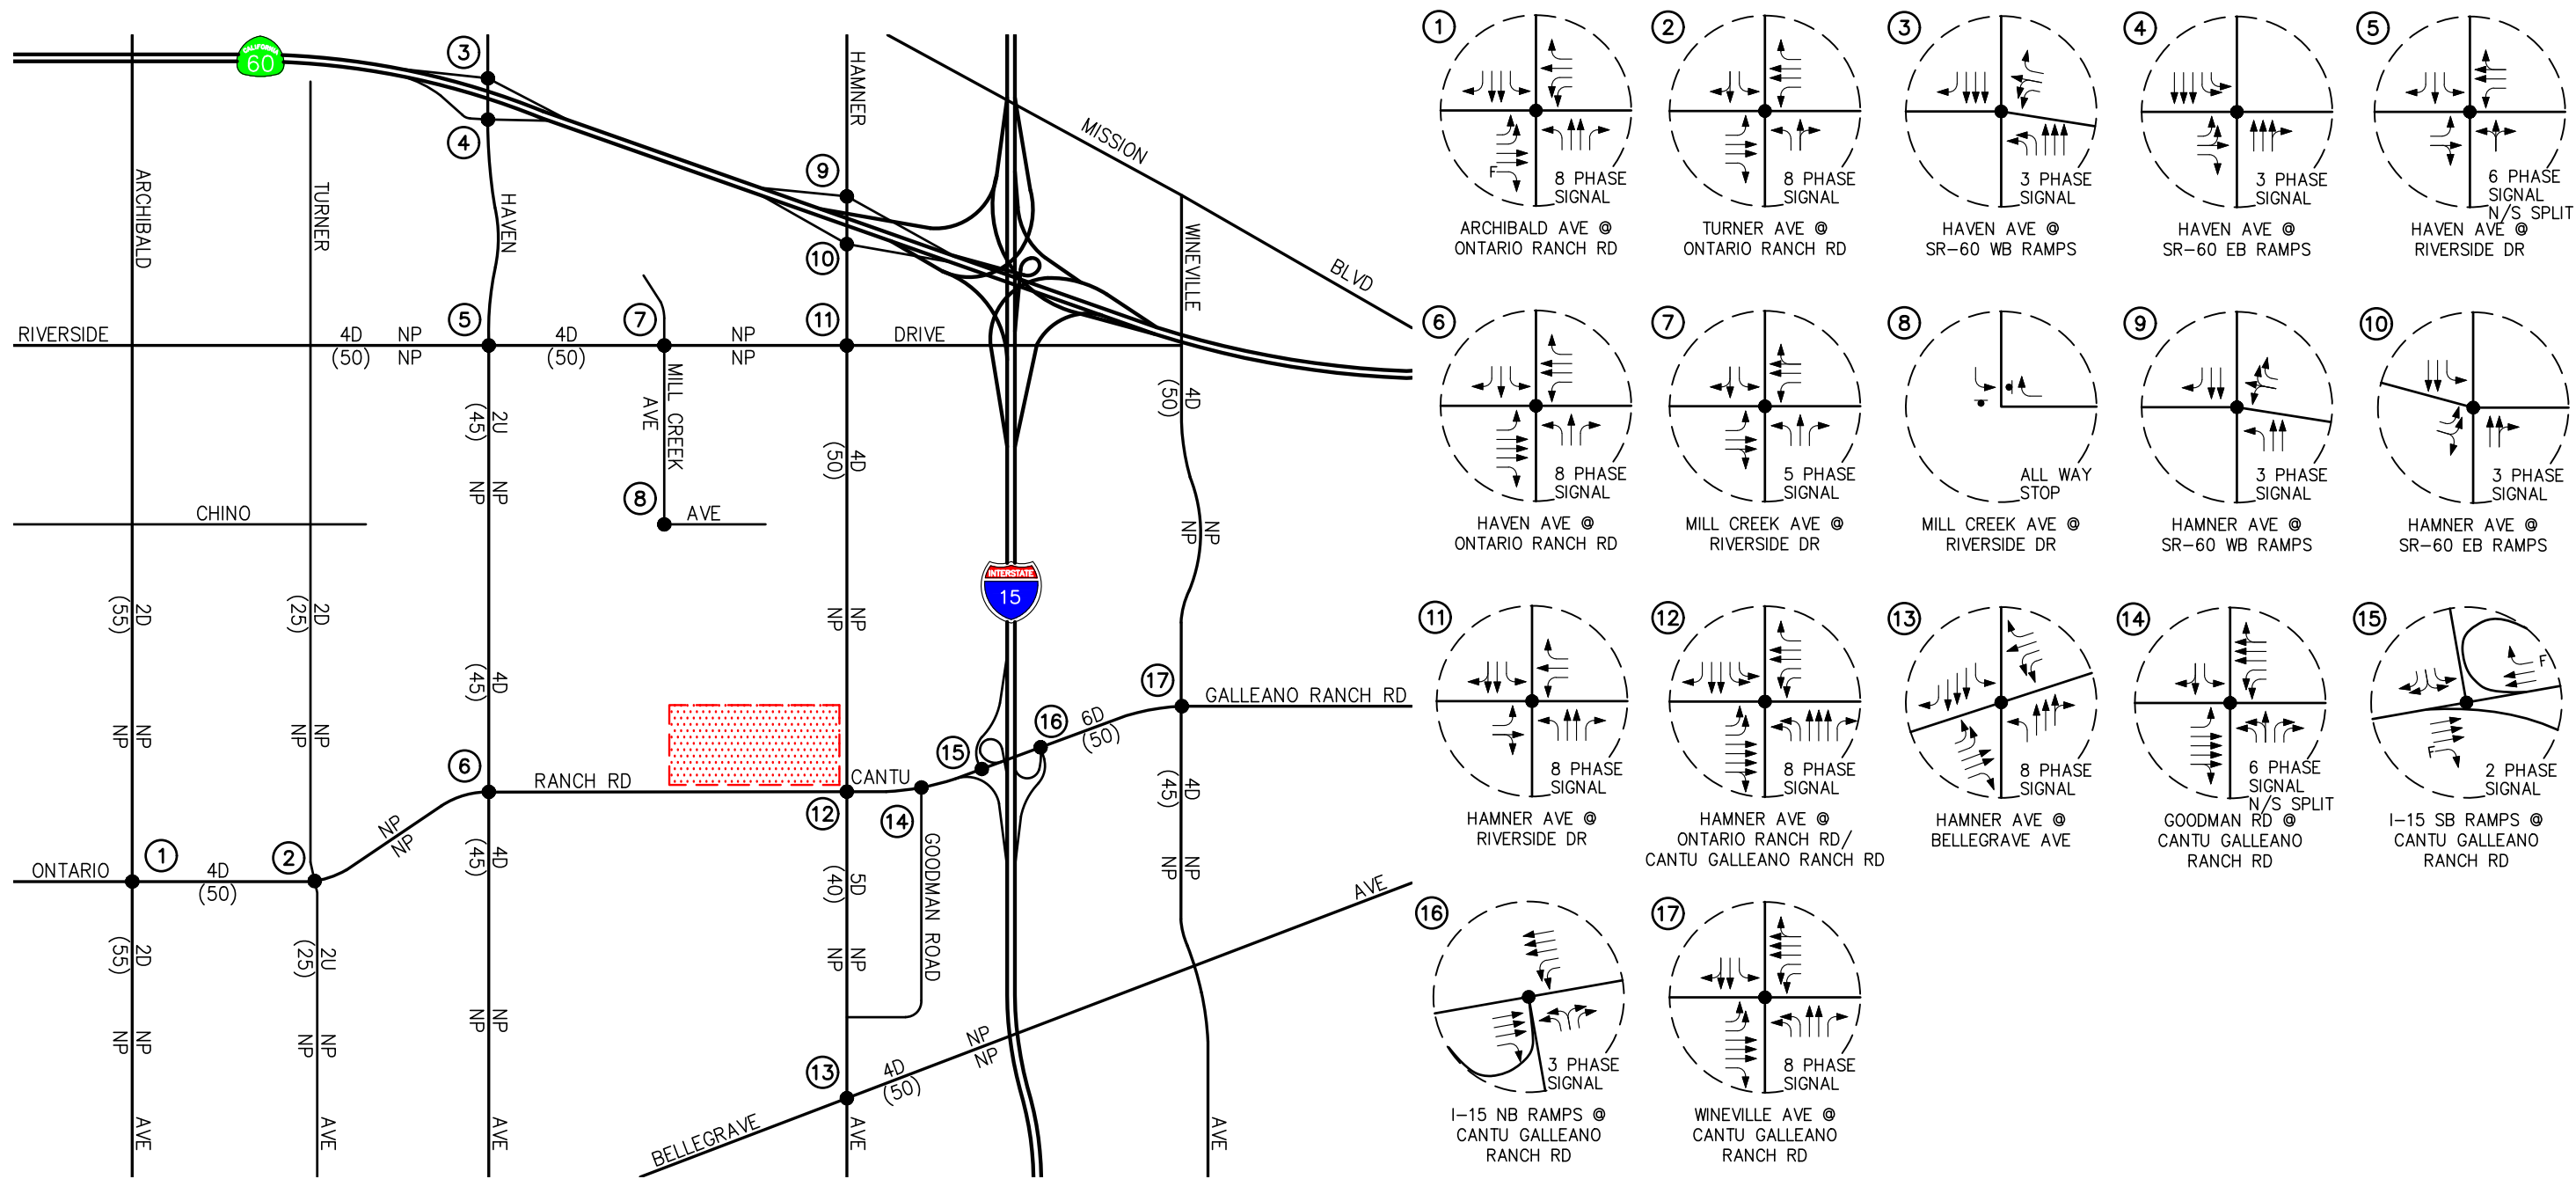 CALIFORNIA
60
3
4
HAMNER
MISSION
BLVD
ARCHIBALD
TURNER
HAVEN
9
10
WINEVILLE
RIVERSIDE
4D
(50)
NP
NP
5
4D
(50)
7
NP
NP
11
DRIVE
2U
(45)
MILL CREEK
AVE
4D
(50)
4D
(50)
NP
NP
8
CHINO
AVE
NP
NP
INTERSTATE
15
2D
(55)
2D
(25)
NP
NP
4D
(45)
NP
NP
NP
NP
17
GALLEANO RANCH RD
6
RANCH RD
CANTU
15
16
6D
(50)
12
14
4D
(45)
NP
NP
4D
(45)
ONTARIO
1
4D
(50)
2
NP
NP
5D
(40)
GOODMAN ROAD
AVE
2D
(55)
2U
(25)
NP
NP
NP
NP
NP
NP
NP
NP
NP
NP
13
4D
(50)
NP
NP
BELLEGRAVE
AVE
AVE
AVE
AVE
AVE
1
8 PHASE
SIGNAL
F
ARCHIBALD AVE @
ONTARIO RANCH RD
2
8 PHASE
SIGNAL
TURNER AVE @
ONTARIO RANCH RD
3
3 PHASE
SIGNAL
HAVEN AVE @
SR-60 WB RAMPS
4
3 PHASE
SIGNAL
HAVEN AVE @
SR-60 EB RAMPS
5
6 PHASE
SIGNAL
N/S SPLIT
HAVEN AVE @
RIVERSIDE DR
6
8 PHASE
SIGNAL
HAVEN AVE @
ONTARIO RANCH RD
7
5 PHASE
SIGNAL
MILL CREEK AVE @
RIVERSIDE DR
8
ALL WAY
STOP
MILL CREEK AVE @
RIVERSIDE DR
9
3 PHASE
SIGNAL
HAMNER AVE @
SR-60 WB RAMPS
10
3 PHASE
SIGNAL
HAMNER AVE @
SR-60 EB RAMPS
11
8 PHASE
SIGNAL
HAMNER AVE @
RIVERSIDE DR
12
8 PHASE
SIGNAL
HAMNER AVE @
ONTARIO RANCH RD/
CANTU GALLEANO RANCH RD
13
8 PHASE
SIGNAL
HAMNER AVE @
BELLEGRAVE AVE
14
6 PHASE
SIGNAL
N/S SPLIT
GOODMAN RD @
CANTU GALLEANO
RANCH RD
15
F
F
2 PHASE
SIGNAL
I-15 SB RAMPS @
CANTU GALLEANO
RANCH RD
16
3 PHASE
SIGNAL
I-15 NB RAMPS @
CANTU GALLEANO
RANCH RD
17
8 PHASE
SIGNAL
WINEVILLE AVE @
CANTU GALLEANO
RANCH RD